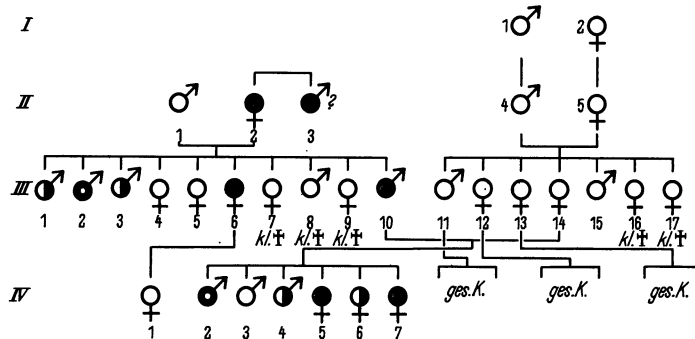 I 1 2
II ? 4 5
1 2 3
III
1 2 3 4 5 6 7 8 9 10 11 12 13 14 15 16 17
kl. kl. kl. kl. kl.
IV ges.K. ges.K. ges.K.
1 2 3 4 5 6 7